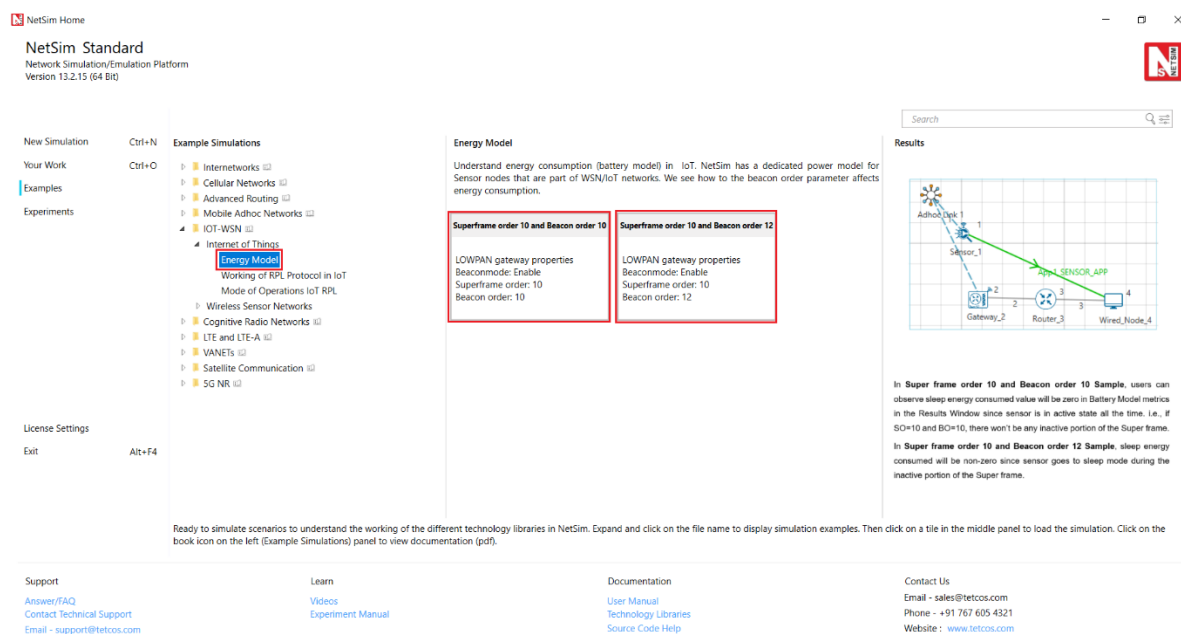 NetSim Home
NetSim Standard
Network Simulation/Emulation Platform
Version 13.2.15 (64 Bit)
NETSIM
Search
New Simulation Ctrl+N
Your Work Ctrl+O
Examples
Experiments
License Settings
Exit Alt+F4
Example Simulations
Internetworks
Cellular Networks
Advanced Routing
Mobile Adhoc Networks
IOT-WSN
Internet of Things
Energy Model
Working of RPL Protocol in IoT
Mode of Operations IoT RPL
Wireless Sensor Networks
Cognitive Radio Networks
LTE and LTE-A
VANETs
Satellite Communication
5G NR
Energy Model
Understand energy consumption (battery model) in IoT. NetSim has a dedicated power model for
Sensor nodes that are part of WSN/IoT networks. We see how to the beacon order parameter affects
energy consumption.
Superframe order 10 and Beacon order 10
LOWPAN gateway properties
Beaconmode: Enable
Superframe order: 10
Beacon order: 10
Superframe order 10 and Beacon order 12
LOWPAN gateway properties
Beaconmode: Enable
Superframe order: 10
Beacon order: 12
Results
Adhoc Link 1
1
Sensor_1
App1_SENSOR_APP
2
Gateway_2
2
3
Router_3
3
4
Wired_Node_4
In Super frame order 10 and Beacon order 10 Sample, users can
observe sleep energy consumed value will be zero in Battery Model metrics
in the Results Window since sensor is in active state all the time. i.e., if
SO=10 and BO=10, there won't be any inactive portion of the Super frame.
In Super frame order 10 and Beacon order 12 Sample, sleep energy
consumed will be non-zero since sensor goes to sleep mode during the
inactive portion of the Super frame.
Ready to simulate scenarios to understand the working of the different technology libraries in NetSim. Expand and click on the file name to display simulation examples. Then click on a tile in the middle panel to load the simulation. Click on the
book icon on the left (Example Simulations) panel to view documentation (pdf).
Support
Answer/FAQ
Contact Technical Support
Email - support@tetcos.com
Learn
Videos
Experiment Manual
Documentation
User Manual
Technology Libraries
Source Code Help
Contact Us
Email - sales@tetcos.com
Phone - +91 767 605 4321
Website : www.tetcos.com